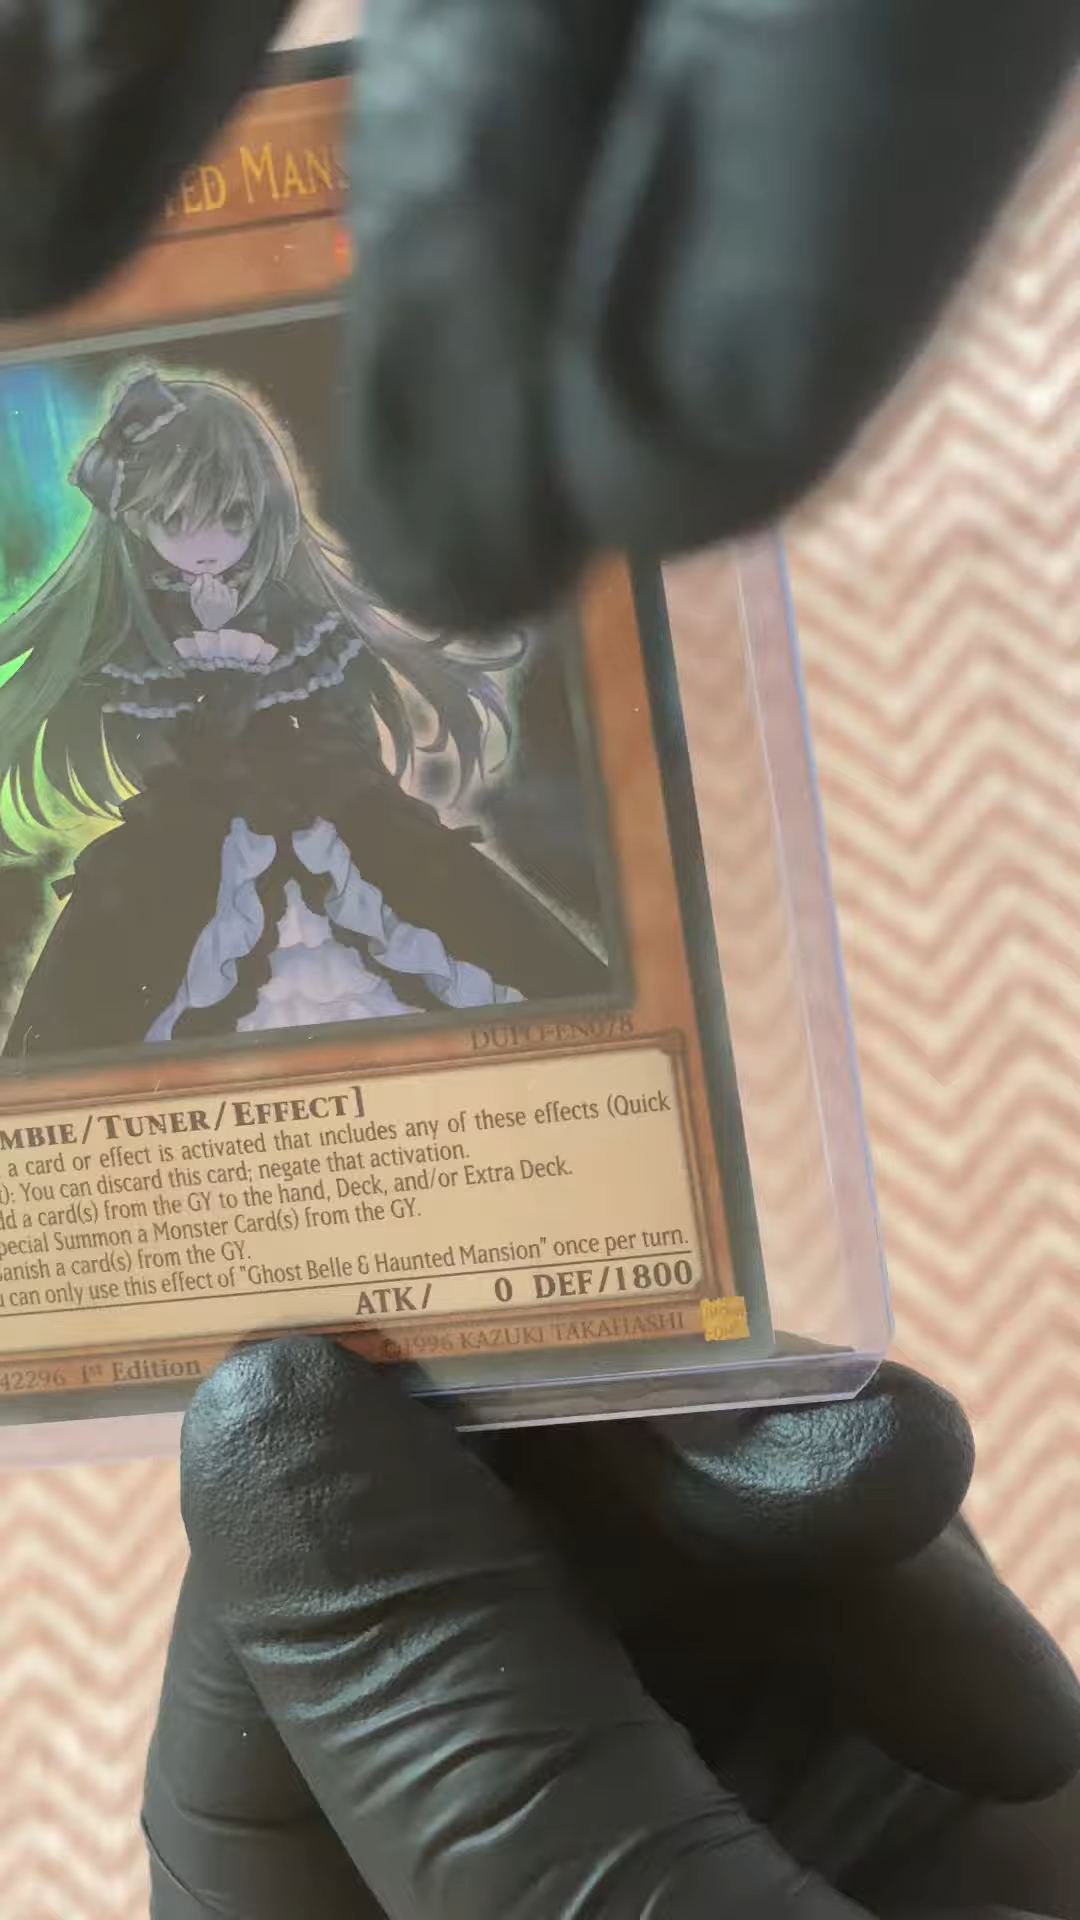 TED MANS
DUPO-EN078
MBIE/TUNER/EFFECT]
a card or effect is activated that includes any of these effects (Quick
t): You can discard this card; negate that activation.
dd a card(s) from the GY to the hand, Deck, and/or Extra Deck.
pecial Summon a Monster Card(s) from the GY.
anish a card(s) from the GY.
u can only use this effect of "Ghost Belle & Haunted Mansion" once per turn.
ATK/ 0 DEF/1800
42296 1st Edition
©1996 KAZUKI TAKAHASHI